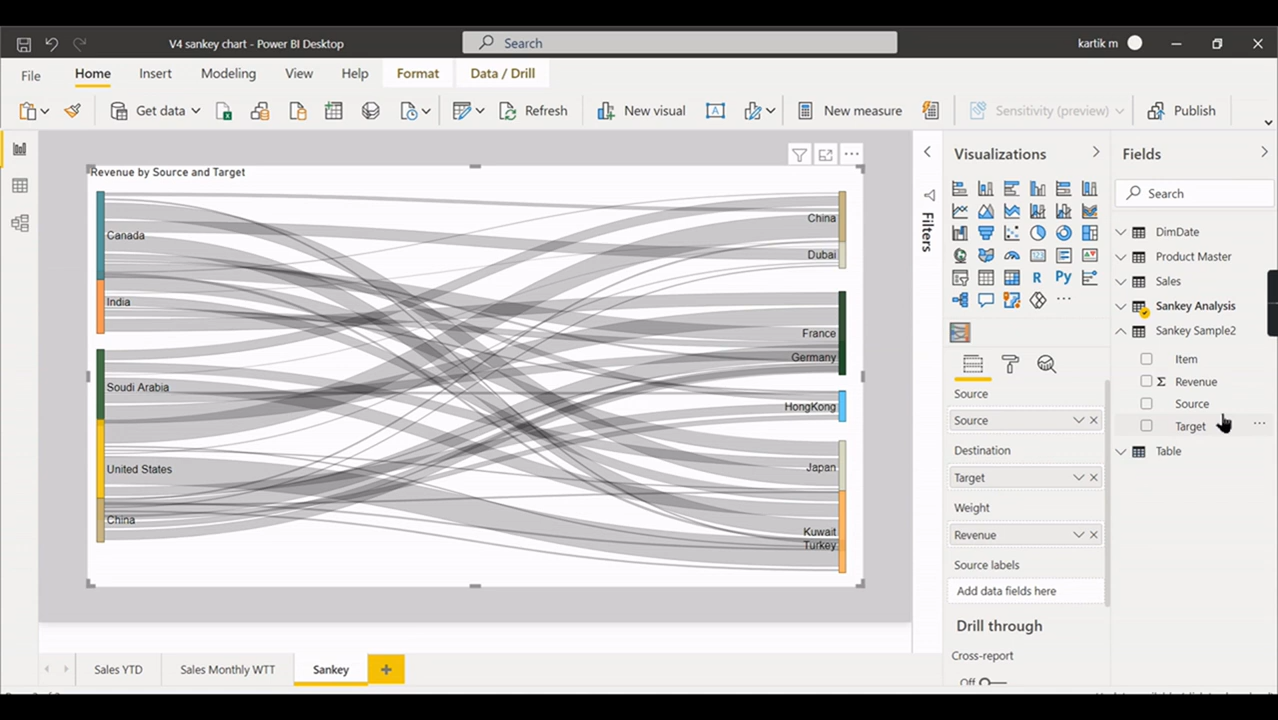 V4 sankey chart - Power BI Desktop
Search
kartik m
File
Home
Insert
Modeling
View
Help
Format
Data / Drill
Get data
Refresh
New visual
New measure
Sensitivity (preview)
Publish
Revenue by Source and Target
Canada
India
Soudi Arabia
United States
China
China
Dubai
France
Germany
HongKong
Japan
Kuwait
Turkey
Filters
Visualizations
R
Py
Source
Source
Destination
Target
Weight
Revenue
Source labels
Add data fields here
Drill through
Cross-report
Off
Fields
Search
DimDate
Product Master
Sales
Sankey Analysis
Sankey Sample2
Item
Σ Revenue
Source
Target
Table
Sales YTD
Sales Monthly WTT
Sankey